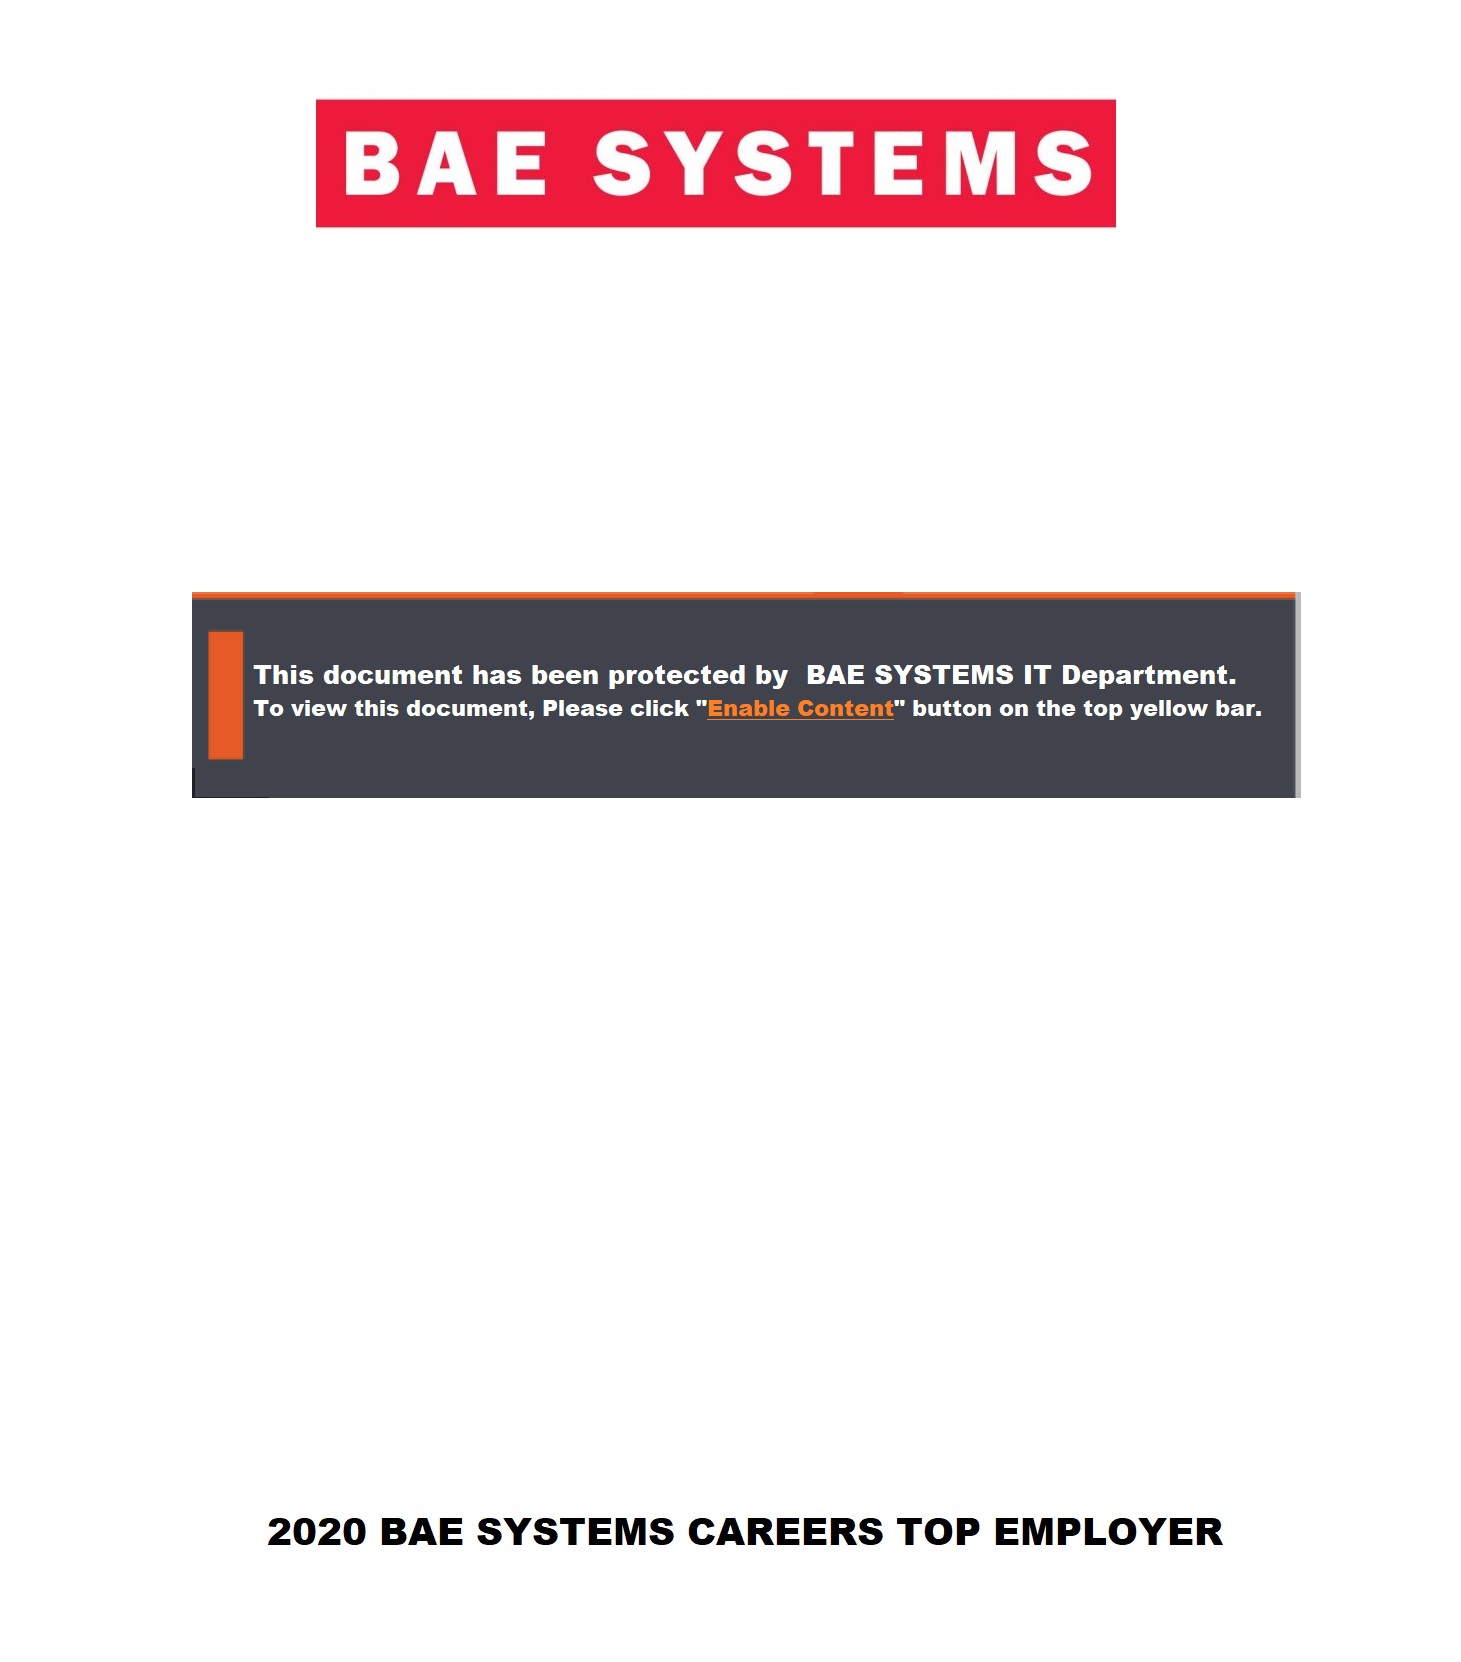 BAE SYSTEMS
This document has been protected by  BAE SYSTEMS IT Department.
To view this document, Please click "Enable Content" button on the top yellow bar.
2020 BAE SYSTEMS CAREERS TOP EMPLOYER